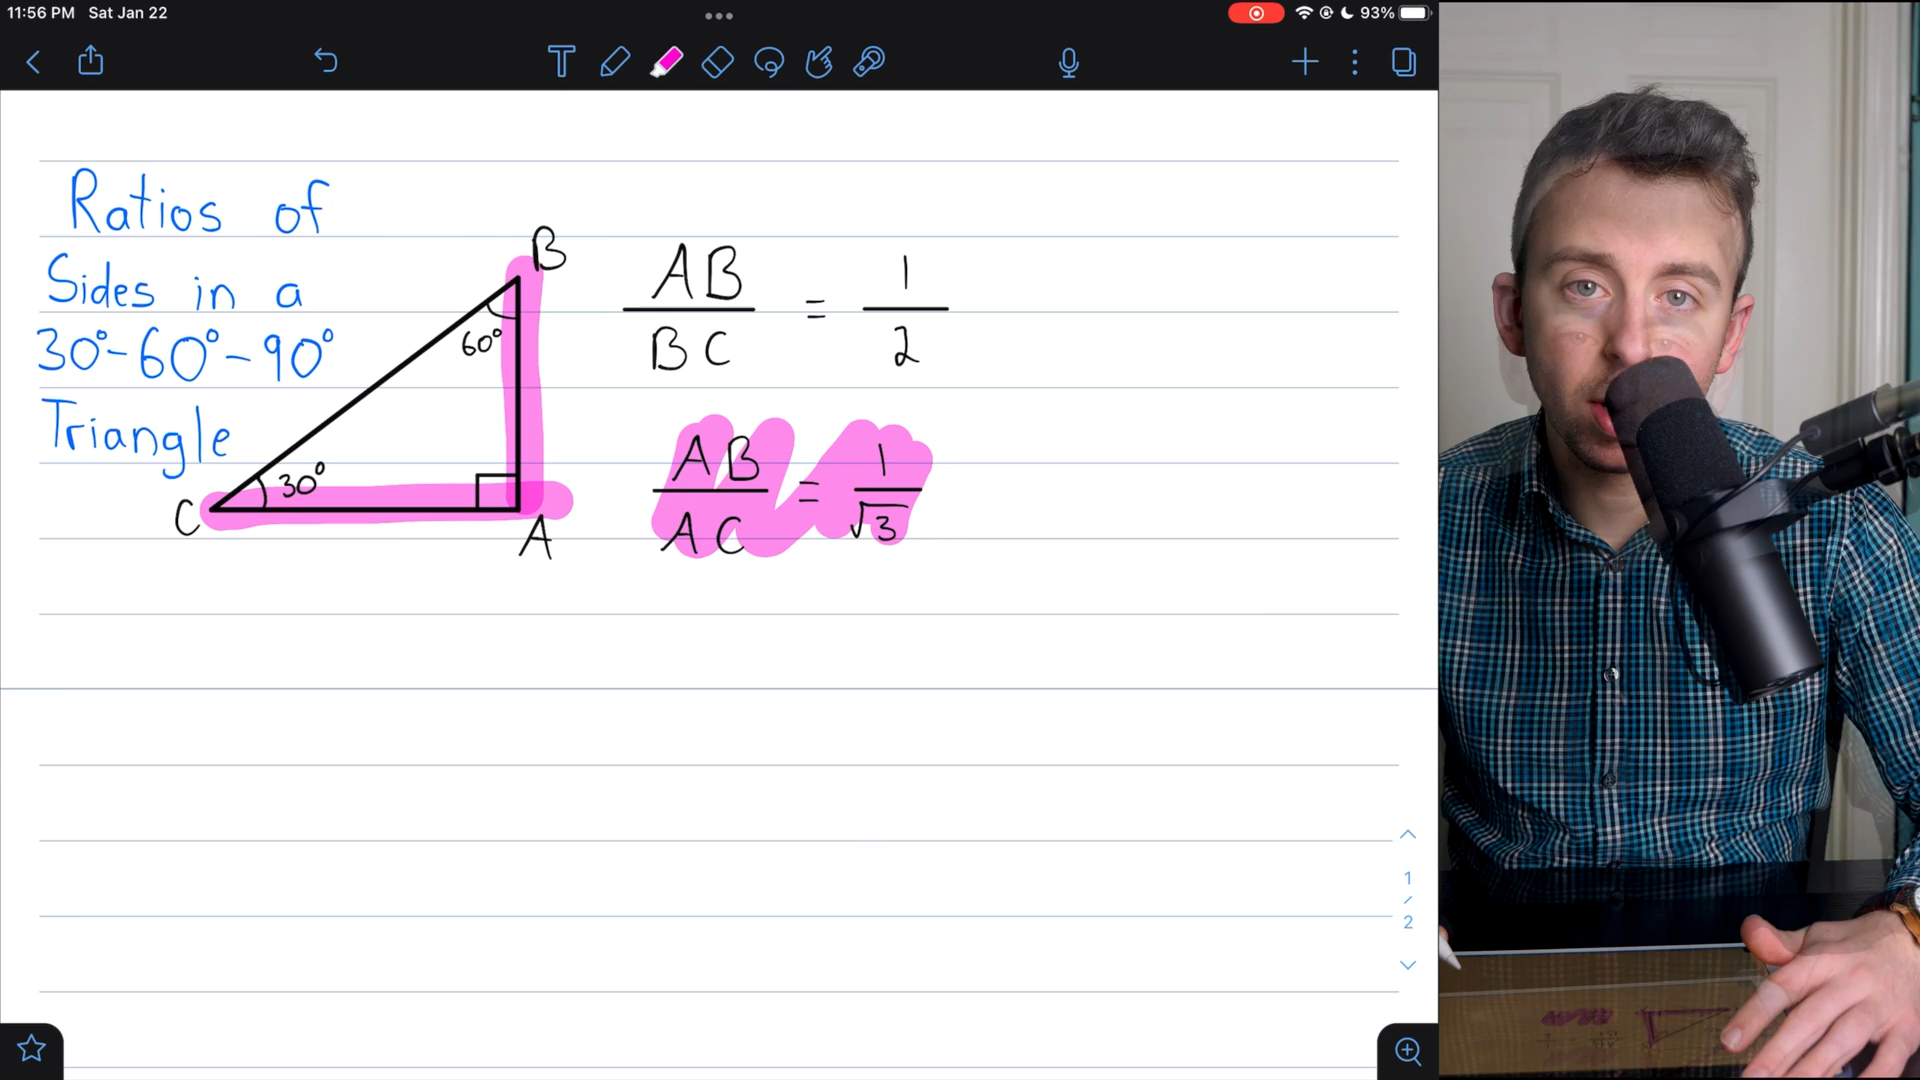 11:56 PM Sat Jan 22
93%
Ratios of
Sides in a
30°-60°-90°
Triangle
B
60°
30°
C
A
AB
BC
=
1
2
AB
AC
=
1
√3
1
/
2